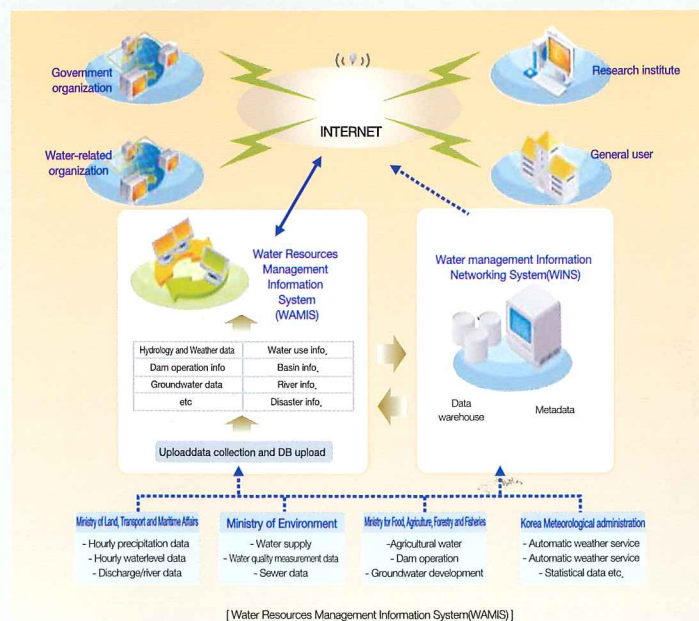 Government
organization
Research institute
INTERNET
Water-related
organization
General user
Water Resources
Management
Information
System
(WAMIS)
Water management Information
Networking System(WINS)
Hydrology and Weather data
Water use info.
Dam operation info
Basin info.
Groundwater data
River info.
etc
Disaster info.
Data
warehouse
Metadata
Uploaddata collection and DB upload
Ministry of Land, Transport and Maritime Affairs
- Hourly precipitation data
- Hourly waterlevel data
- Discharge/river data
Ministry of Environment
- Water supply
- Water quality measurement data
- Sewer data
Ministry for Food, Agriculture, Forestry and Fisheries
-Agricultural water
- Dam operation
- Groundwater development
Korea Meteorological administration
- Automatic weather service
- Automatic weather service
- Statistical data etc.
[ Water Resources Management Information System(WAMIS) ]